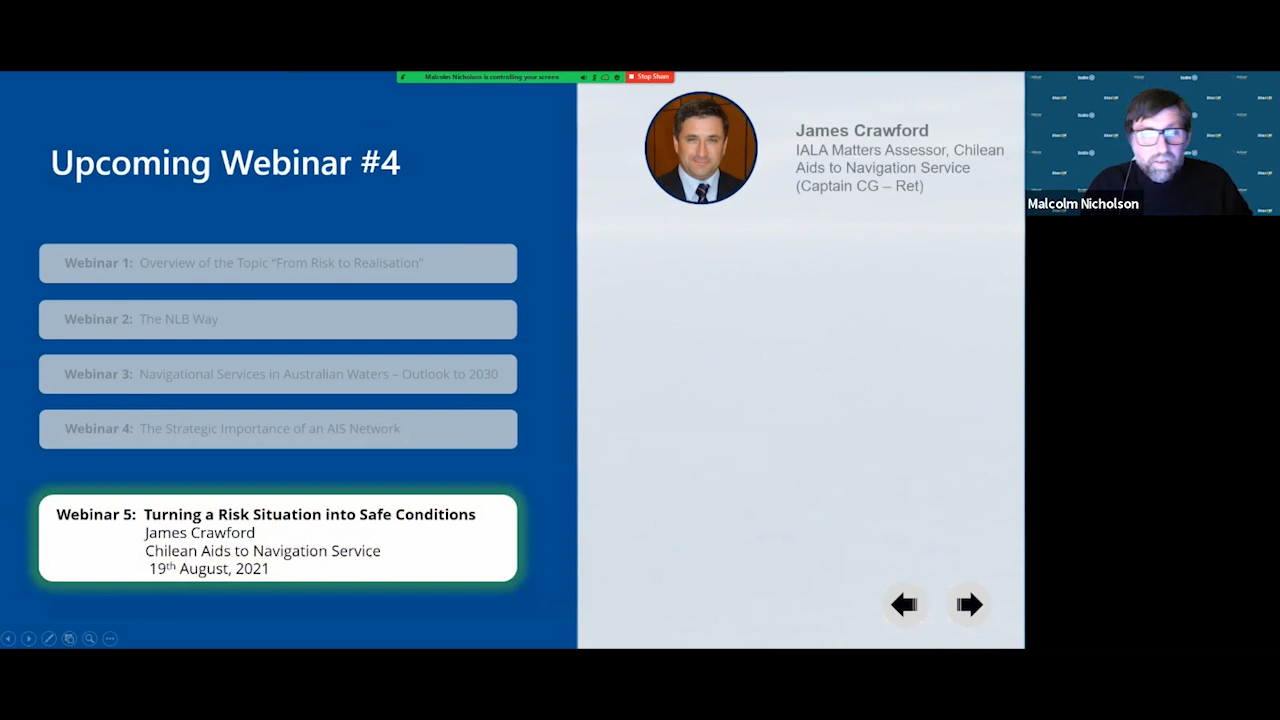 Malcolm Nicholson is controlling your screen
Stop Share
Upcoming Webinar #4
Webinar 1: Overview of the Topic “From Risk to Realisation”
Webinar 2: The NLB Way
Webinar 3: Navigational Services in Australian Waters – Outlook to 2030
Webinar 4: The Strategic Importance of an AIS Network
Webinar 5: Turning a Risk Situation into Safe Conditions
James Crawford
Chilean Aids to Navigation Service
19th August, 2021
James Crawford
IALA Matters Assessor, Chilean
Aids to Navigation Service
(Captain CG – Ret)
Malcolm Nicholson